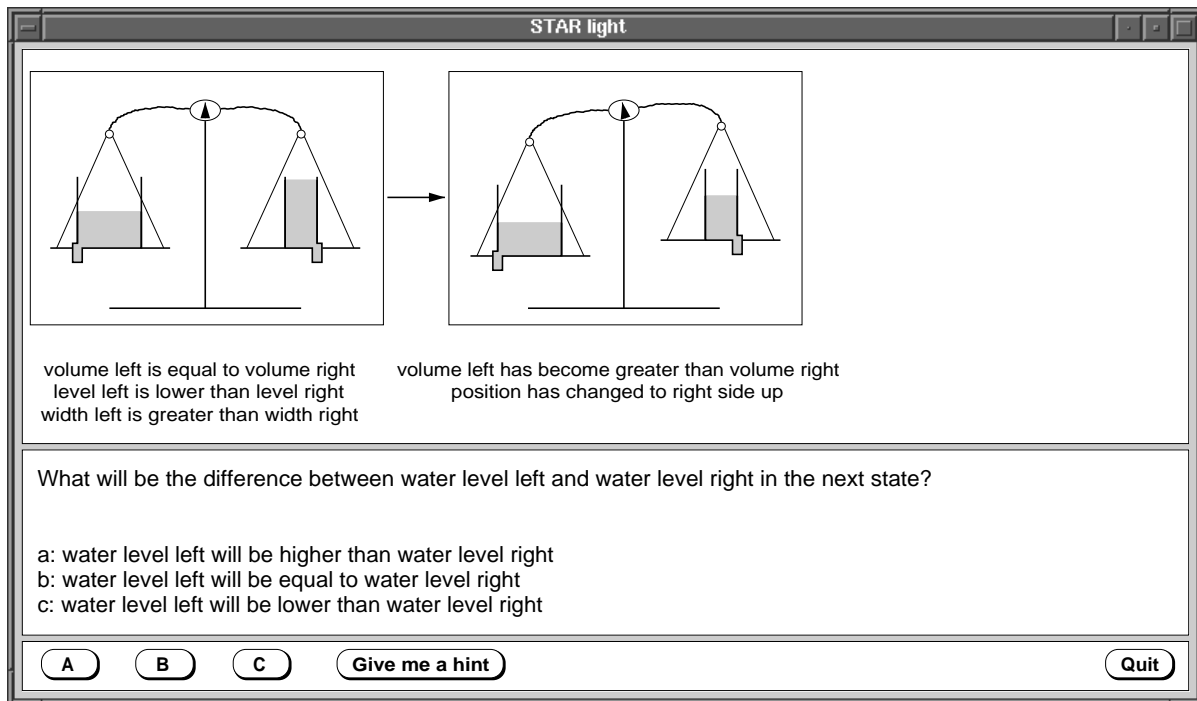 STAR light
volume left is equal to volume right
level left is lower than level right
width left is greater than width right
volume left has become greater than volume right
position has changed to right side up
What will be the difference between water level left and water level right in the next state?
a: water level left will be higher than water level right
b: water level left will be equal to water level right
c: water level left will be lower than water level right
A B C Give me a hint Quit